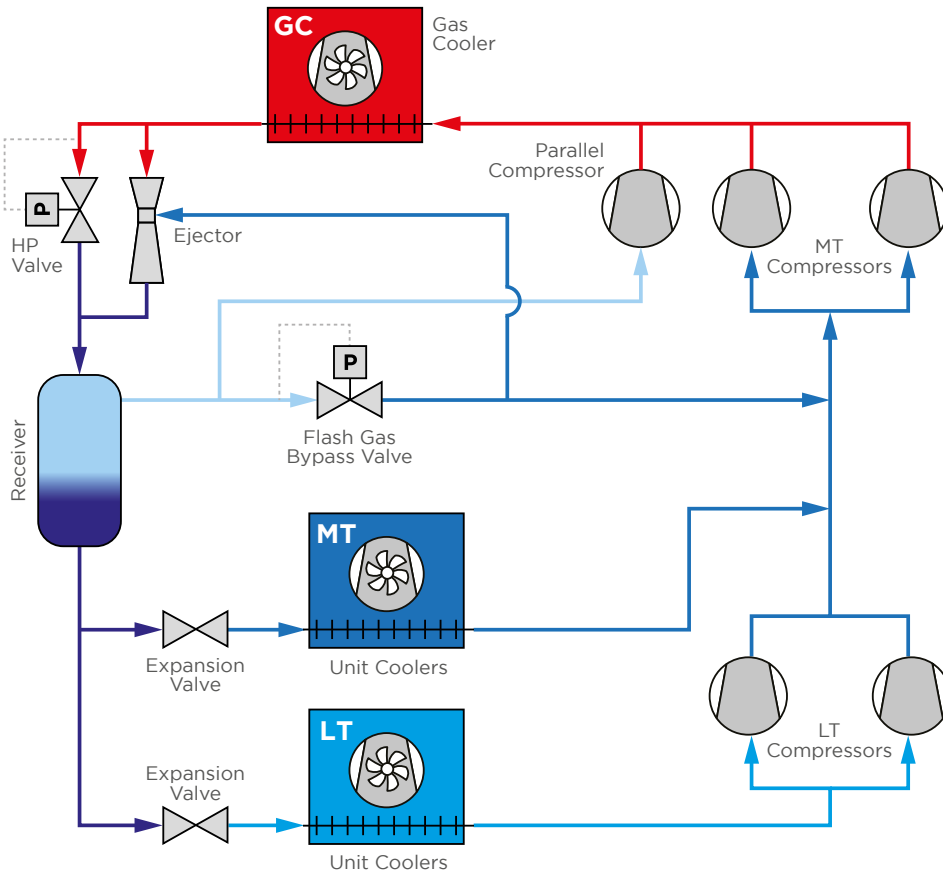 GC
Gas
Cooler
Parallel
Compressor
P
HP
Valve
Ejector
MT
Compressors
P
Flash Gas
Bypass Valve
Receiver
MT
Expansion
Valve
Unit Coolers
LT
Compressors
LT
Expansion
Valve
Unit Coolers